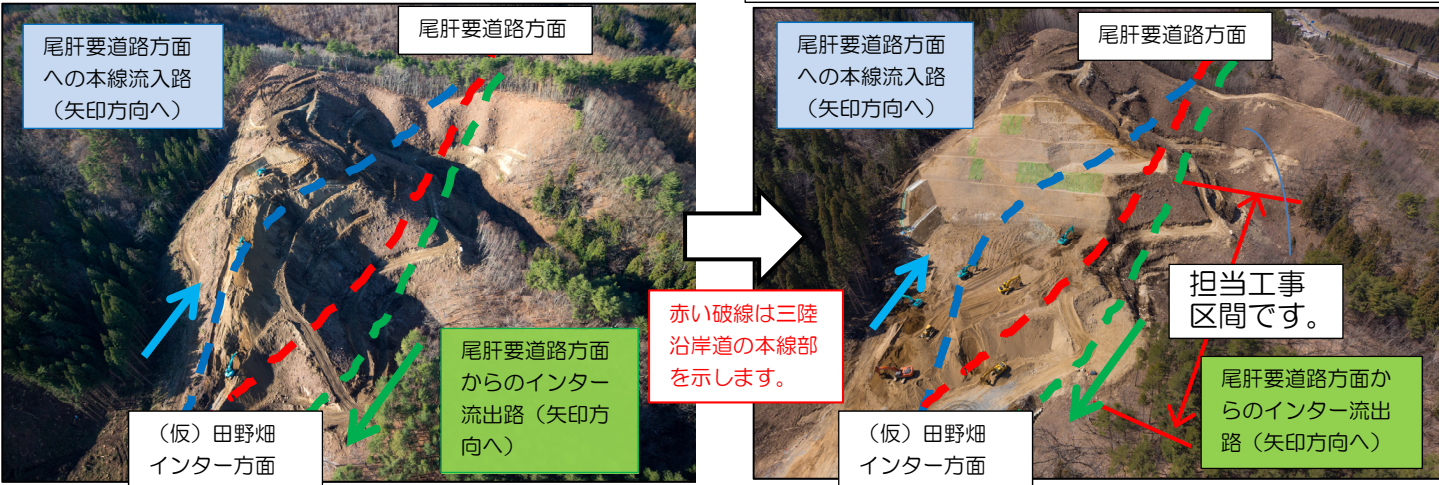 尾肝要道路方面
への本線流入路
（矢印方向へ）
尾肝要道路方面
尾肝要道路方面
からのインター
流出路（矢印方
向へ）
（仮）田野畑
インター方面
赤い破線は三陸
沿岸道の本線部
を示します。
尾肝要道路方面
への本線流入路
（矢印方向へ）
尾肝要道路方面
担当工事
区間です。
尾肝要道路方面か
らのインター流出
路（矢印方向へ）
（仮）田野畑
インター方面